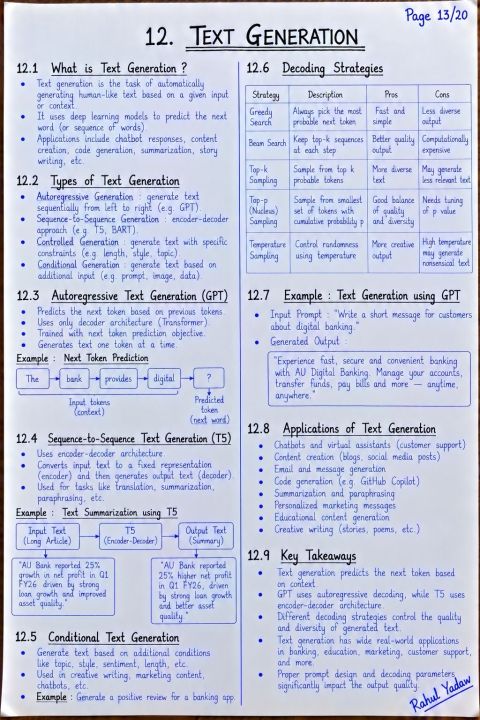 Page 13/20
12. TEXT GENERATION
12.1 What is Text Generation ?
• Text generation is the task of automatically
generating human-like text based on a given input
or context.
• It uses deep learning models to predict the next
word (or sequence of words).
• Applications include chatbot responses, content
creation, code generation, summarization, story
writing, etc.
12.2 Types of Text Generation
• Autoregressive Generation : generate text
sequentially from left to right (e.g. GPT).
• Sequence-to-Sequence Generation : encoder-decoder
approach (e.g. T5, BART).
• Controlled Generation : generate text with specific
constraints (e.g. length, style, topic).
• Conditional Generation : generate text based on
additional input (e.g. prompt, image, data).
12.3 Autoregressive Text Generation (GPT)
• Predicts the next token based on previous tokens.
• Uses only decoder architecture (Transformer).
• Trained with next token prediction objective.
• Generates text one token at a time.
Example : Next Token Prediction
The → bank → provides → digital → ?
Input tokens
(context)
Predicted
token
(next word)
12.4 Sequence-to-Sequence Text Generation (T5)
• Uses encoder-decoder architecture.
• Converts input text to a fixed representation
(encoder) and then generates output text (decoder).
• Used for tasks like translation, summarization,
paraphrasing, etc.
Example : Text Summarization using T5
Input Text
(Long Article)
T5
(Encoder-Decoder)
Output Text
(Summary)
"AU Bank reported 25%
growth in net profit in Q1
FY26 driven by strong
loan growth and improved
asset quality."
"AU Bank reported
25% higher net profit
in Q1 FY26, driven
by strong loan growth
and better asset
quality."
12.5 Conditional Text Generation
• Generate text based on additional conditions
like topic, style, sentiment, length, etc.
• Used in creative writing, marketing content,
chatbots, etc.
• Example : Generate a positive review for a banking app.
12.6 Decoding Strategies
Strategy Description Pros Cons
Greedy Search Always pick the most probable next token Fast and simple Less diverse output
Beam Search Keep top-k sequences at each step Better quality output Computationally expensive
Top-k Sampling Sample from top k probable tokens More diverse text May generate less relevant text
Top-p (Nucleus) Sampling Sample from smallest set of tokens with cumulative probability p Good balance of quality and diversity Needs tuning of p value
Temperature Sampling Control randomness using temperature More creative output High temperature may generate nonsensical text
12.7 Example : Text Generation using GPT
• Input Prompt : "Write a short message for customers
about digital banking."
• Generated Output :
"Experience fast, secure and convenient banking
with AU Digital Banking. Manage your accounts,
transfer funds, pay bills and more — anytime,
anywhere."
12.8 Applications of Text Generation
• Chatbots and virtual assistants (customer support)
• Content creation (blogs, social media posts)
• Email and message generation
• Code generation (e.g. GitHub Copilot)
• Summarization and paraphrasing
• Personalized marketing messages
• Educational content generation
• Creative writing (stories, poems, etc.)
12.9 Key Takeaways
• Text generation predicts the next token based
on context.
• GPT uses autoregressive decoding, while T5 uses
encoder-decoder architecture.
• Different decoding strategies control the quality
and diversity of generated text.
• Text generation has wide real-world applications
in banking, education, marketing, customer support,
and more.
• Proper prompt design and decoding parameters
significantly impact the output quality.
Rahul Yadaw